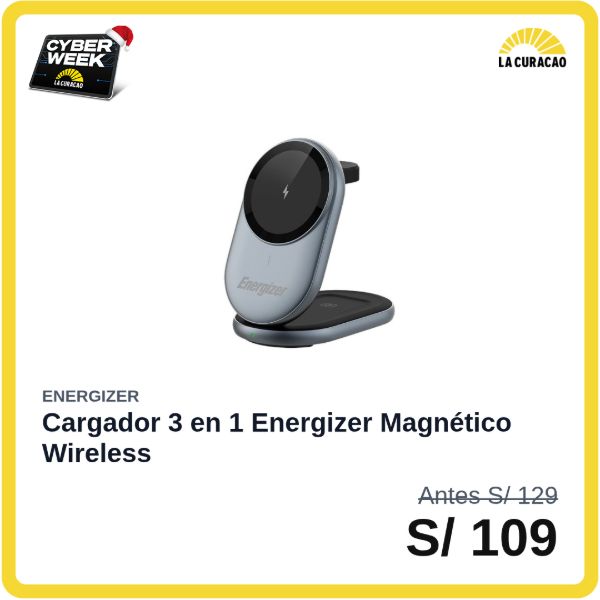 CYBER
WEEK
LA CURACAO
LA CURACAO
Energizer
ENERGIZER
Cargador 3 en 1 Energizer Magnético
Wireless
Antes S/ 129
S/ 109